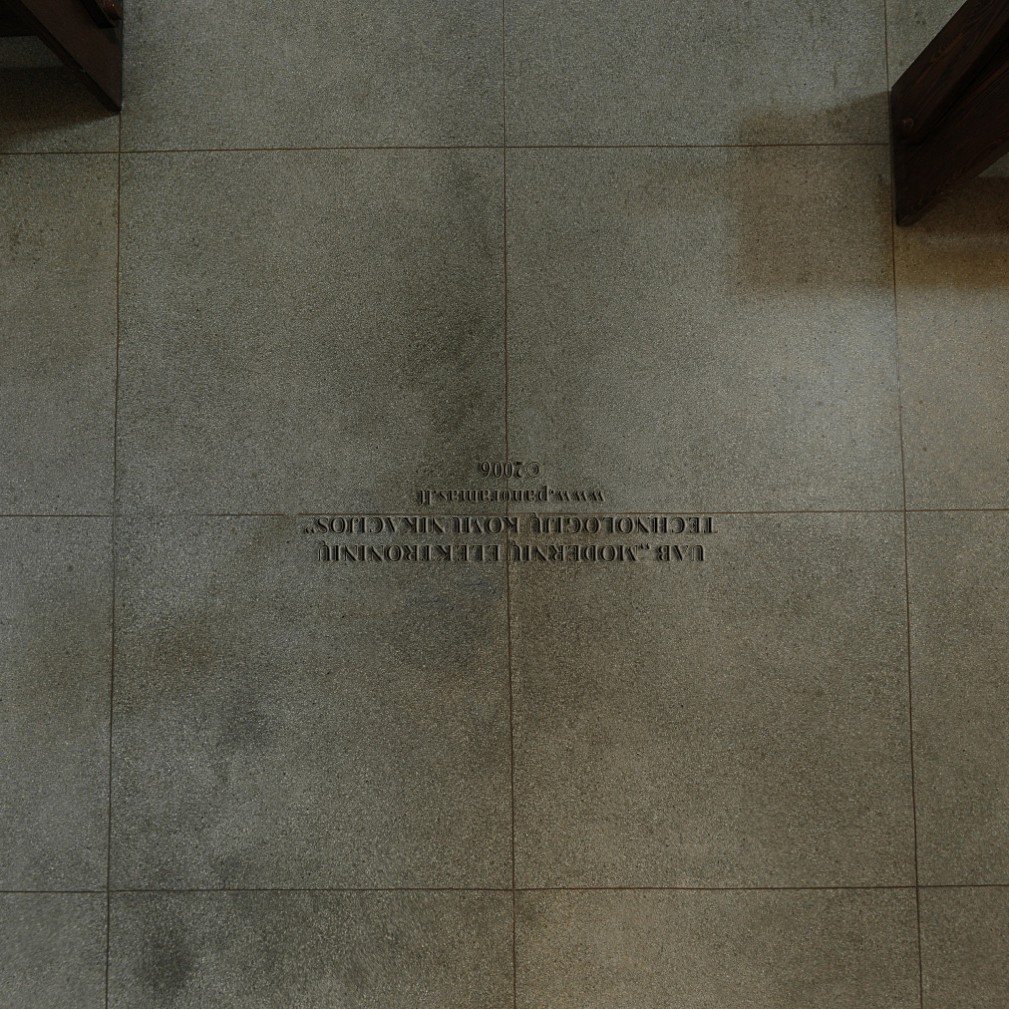 UAB „MODERNIŲ ELEKTRONINIŲ
TECHNOLOGIJŲ KOMUNIKACIJOS“
www.panoramas.lt
©2006